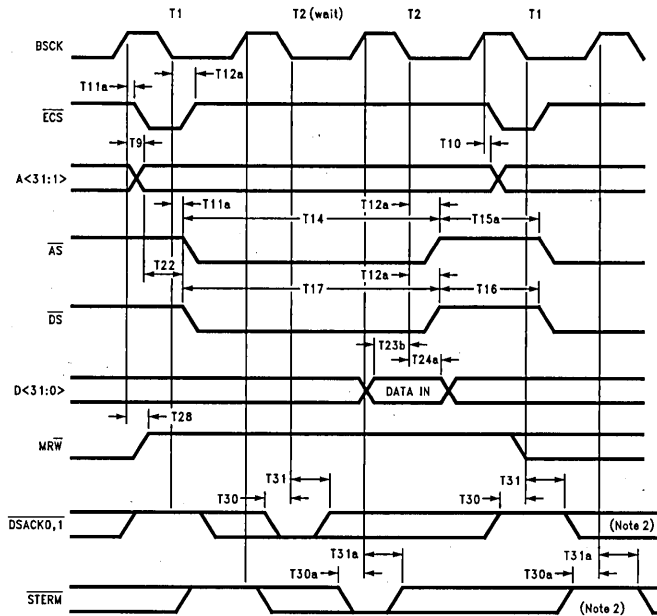 T1 T2 (wait) T2 T1
BSCK
T11a T12a
ECS
T9 T10
A<31:1>
T11a T12a
T14 T15a
AS
T22 T12a
T17 T16
DS
T23b
T24a
D<31:0> DATA IN
T28
MRW
T31 T31
T30 T30
DSACK0,1 (Note 2)
T31a T31a
T30a T30a
STERM (Note 2)